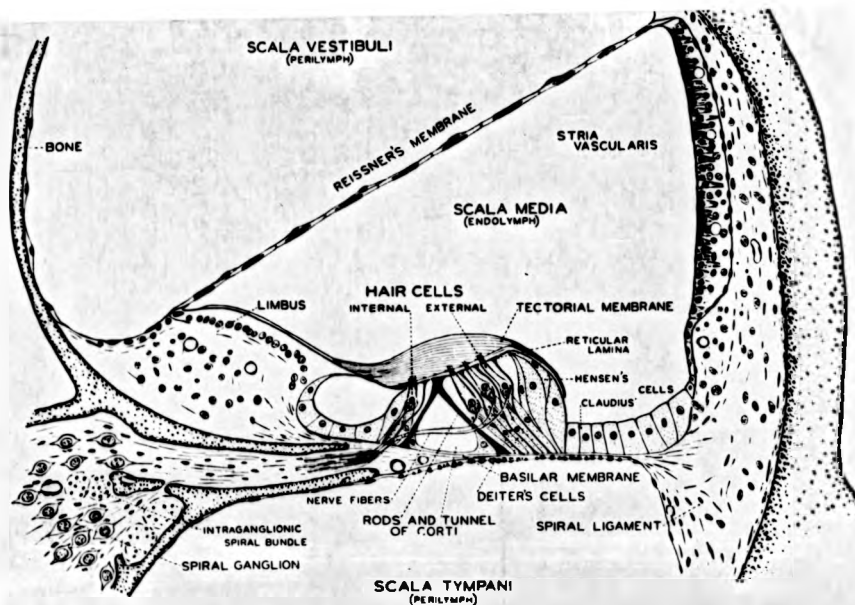 SCALA VESTIBULI
(PERILYMPH)
BONE
REISSNER'S MEMBRANE
STRIA
VASCULARIS
SCALA MEDIA
(ENDOLYMPH)
LIMBUS
HAIR CELLS
INTERNAL EXTERNAL
TECTORIAL MEMBRANE
RETICULAR
LAMINA
HENSEN'S
CELLS
CLAUDIUS'
BASILAR MEMBRANE
NERVE FIBERS
DEITER'S CELLS
RODS AND TUNNEL
OF CORTI
SPIRAL LIGAMENT
INTRAGANGLIONIC
SPIRAL BUNDLE
SPIRAL GANGLION
SCALA TYMPANI
(PERILYMPH)